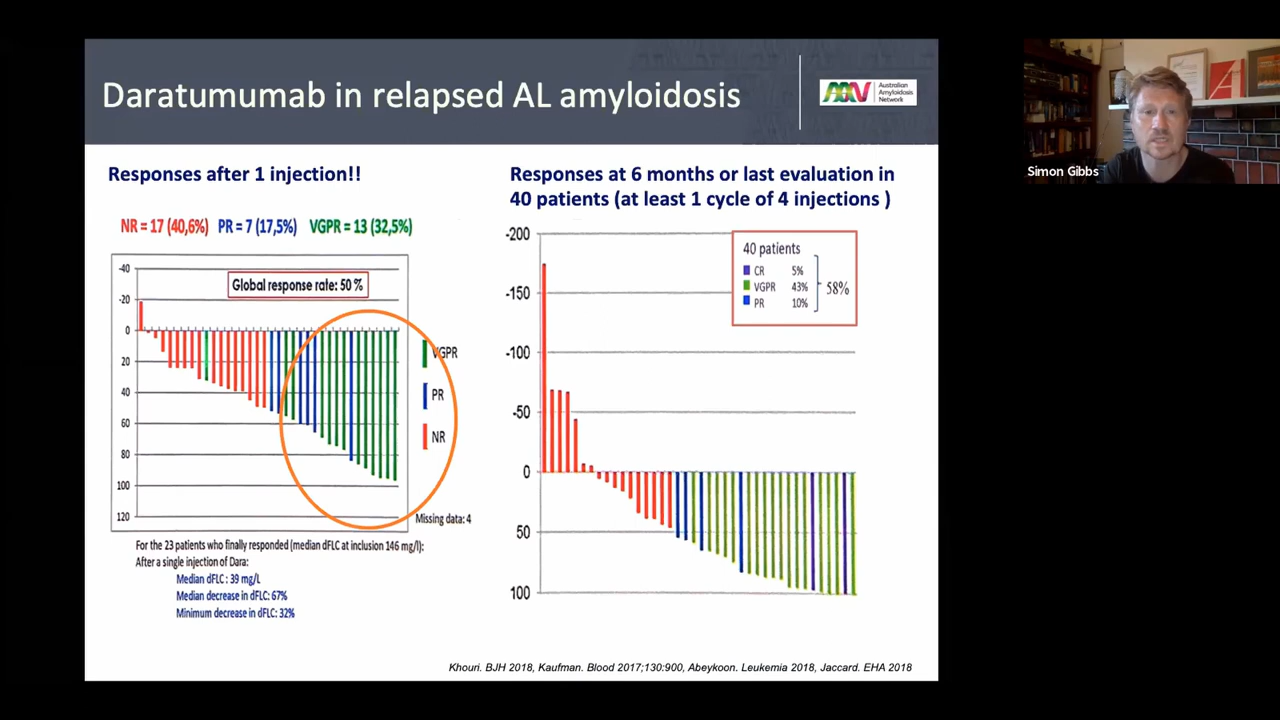 Daratumumab in relapsed AL amyloidosis
Australian
Amyloidosis
Network
Simon Gibbs
Responses after 1 injection!!
NR = 17 (40,6%) PR = 7 (17,5%) VGPR = 13 (32,5%)
Global response rate: 50 %
-40
-20
0
20
40
60
80
100
120
VGPR
PR
NR
Missing data: 4
For the 23 patients who finally responded (median dFLC at inclusion 146 mg/l):
After a single injection of Dara:
Median dFLC : 39 mg/L
Median decrease in dFLC: 67%
Minimum decrease in dFLC: 32%
Responses at 6 months or last evaluation in
40 patients (at least 1 cycle of 4 injections )
-200
-150
-100
-50
0
50
100
40 patients
CR 5%
VGPR 43%
PR 10%
58%
Khouri. BJH 2018, Kaufman. Blood 2017;130:900, Abeykoon. Leukemia 2018, Jaccard. EHA 2018